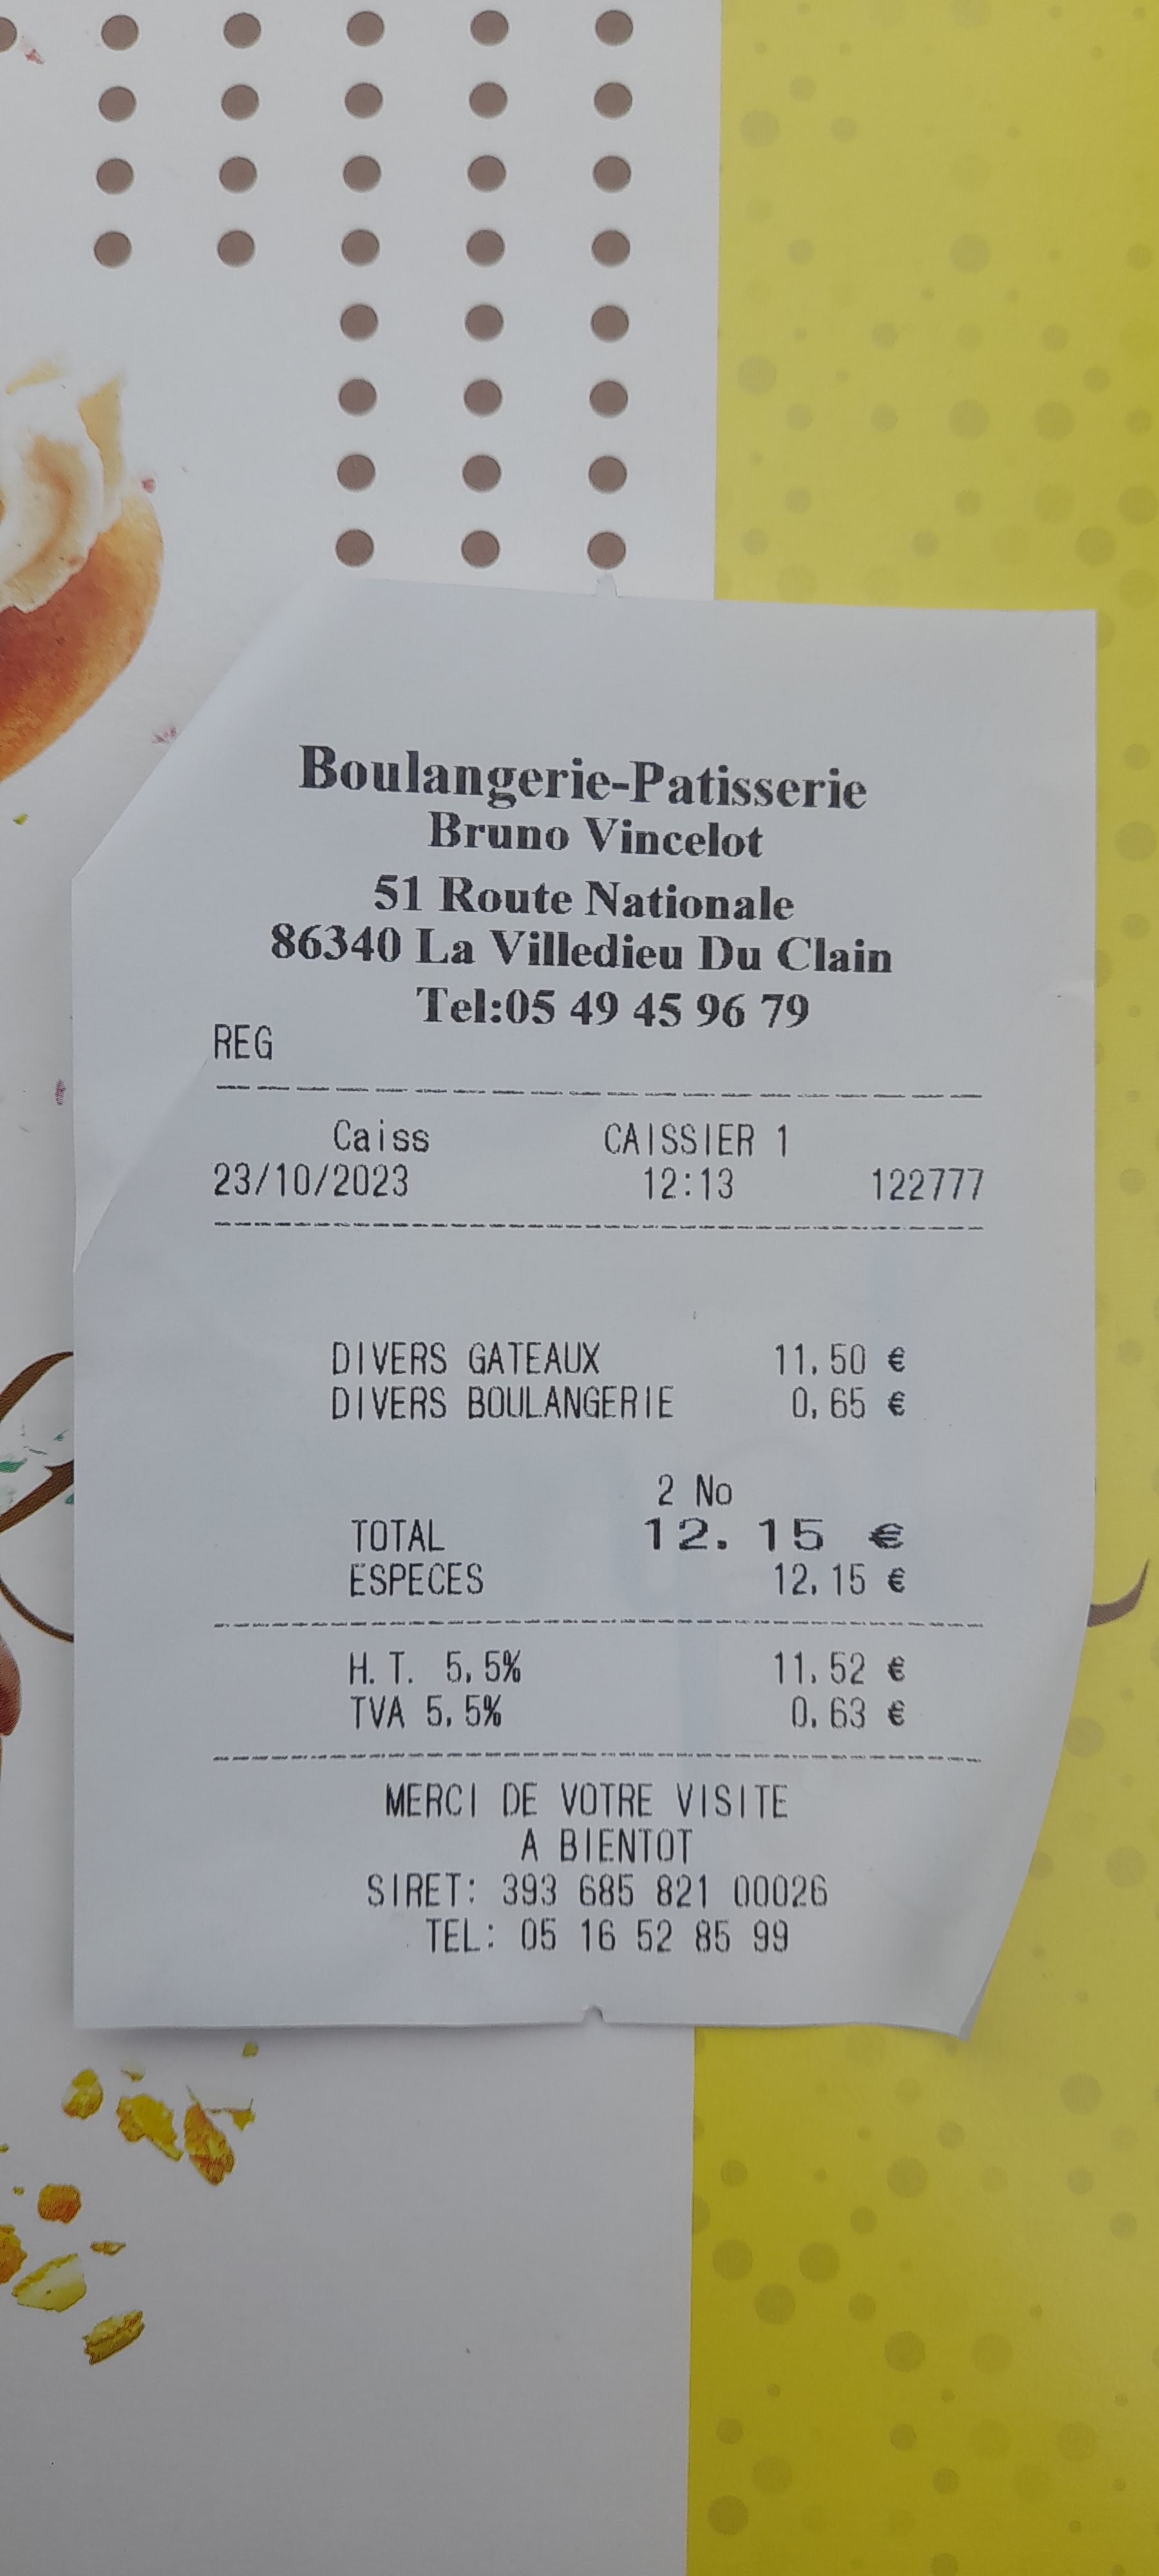 Boulangerie-Patisserie
Bruno Vincelot
51 Route Nationale
86340 La Villedieu Du Clain
Tel:05 49 45 96 79
REG
Caiss CAISSIER 1
23/10/2023 12:13 122777
DIVERS GATEAUX 11.50 €
DIVERS BOULANGERIE 0,65 €
2 No
TOTAL 12.15 €
ESPECES 12.15 €
H.T. 5,5% 11.52 €
TVA 5,5% 0.63 €
MERCI DE VOTRE VISITE
A BIENTOT
SIRET: 393 685 821 00026
TEL: 05 16 52 85 99